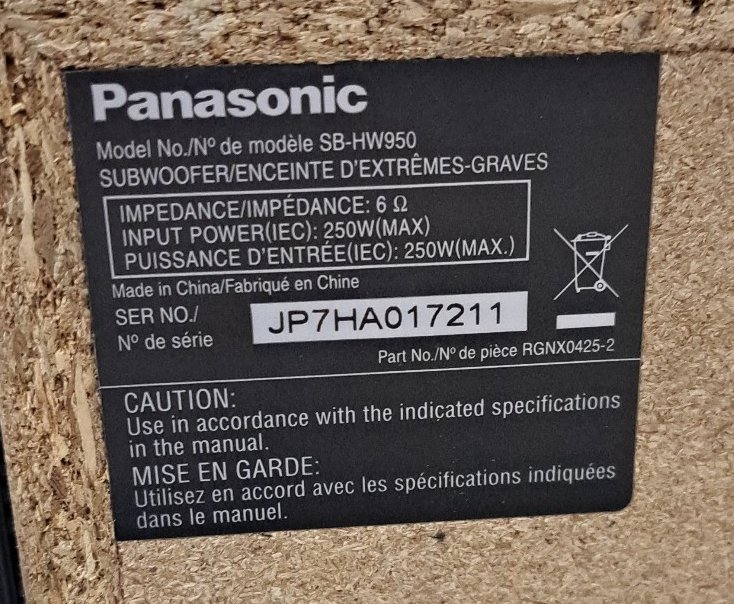 Panasonic
Model No./Nº de modèle SB-HW950
SUBWOOFER/ENCEINTE D'EXTRÊMES-GRAVES
IMPEDANCE/IMPÉDANCE: 6 Ω
INPUT POWER(IEC): 250W(MAX)
PUISSANCE D'ENTRÉE(IEC): 250W(MAX.)
Made in China/Fabriqué en Chine
SER NO./
Nº de série
JP7HA017211
Part No./Nº de pièce RGNX0425-2
CAUTION:
Use in accordance with the indicated specifications
in the manual.
MISE EN GARDE:
Utilisez en accord avec les spécifications indiquées
dans le manuel.